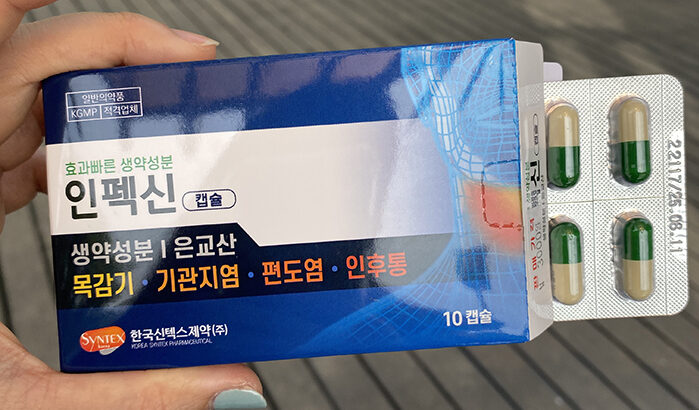 일반의약품
KGMP 적격업체
효과빠른 생약성분
인펙신 캡슐
생약성분 | 은교산
목감기 · 기관지염 · 편도염 · 인후통
SYNTEX
Korea
한국신텍스제약(주)
KOREA SYNTEX PHARMACEUTICAL
10 캡슐